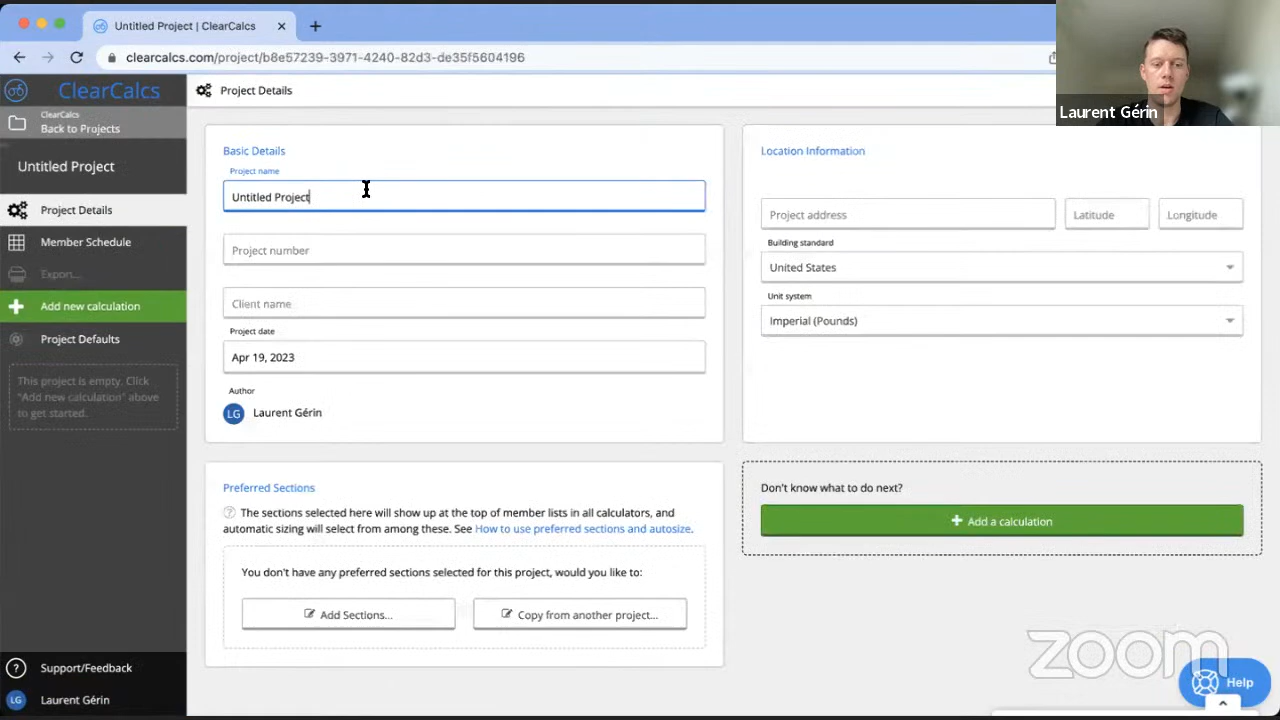 Untitled Project | ClearCalcs
clearcalcs.com/project/b8e57239-3971-4240-82d3-de35f5604196
Laurent Gérin
ClearCalcs
ClearCalcs
Back to Projects
Untitled Project
Project Details
Member Schedule
Export...
Add new calculation
Project Defaults
This project is empty. Click
"Add new calculation" above
to get started.
Support/Feedback
LG
Laurent Gérin
Project Details
Basic Details
Project name
Untitled Project
Project number
Client name
Project date
Apr 19, 2023
Author
LG
Laurent Gérin
Preferred Sections
? The sections selected here will show up at the top of member lists in all calculators, and
automatic sizing will select from among these. See How to use preferred sections and autosize.
You don't have any preferred sections selected for this project, would you like to:
Add Sections...
Copy from another project...
Location Information
Project address
Latitude
Longitude
Building standard
United States
Unit system
Imperial (Pounds)
Don't know what to do next?
+ Add a calculation
zoom
Help